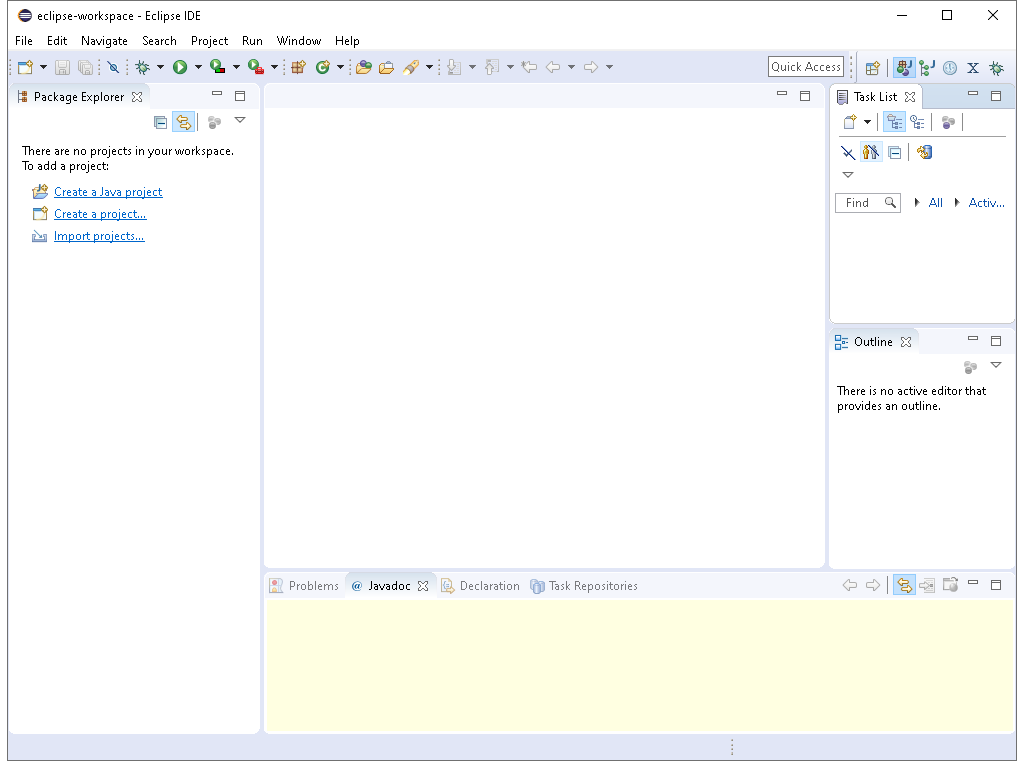 eclipse-workspace - Eclipse IDE
File Edit Navigate Search Project Run Window Help
Quick Access
Package Explorer
There are no projects in your workspace.
To add a project:
Create a Java project
Create a project...
Import projects...
Task List
Find
All
Activ...
Outline
There is no active editor that
provides an outline.
Problems @ Javadoc Declaration Task Repositories